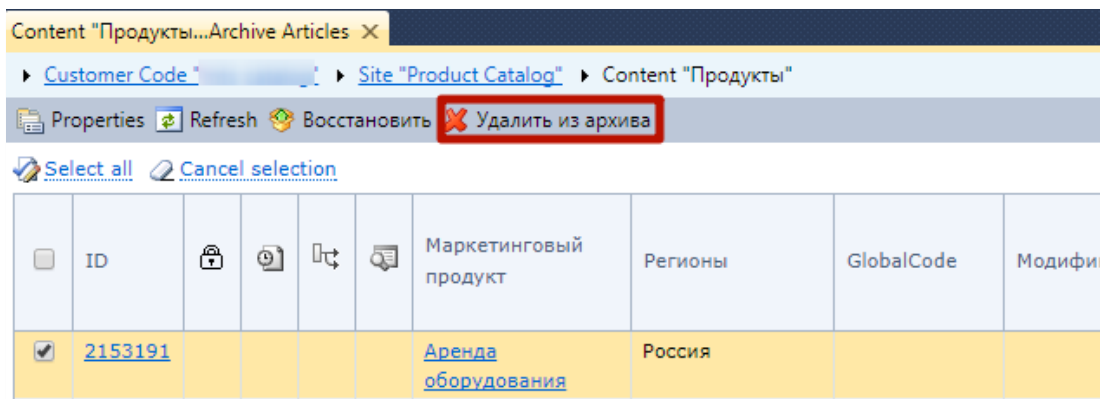 Content "Продукты...Archive Articles
Customer Code " " Site "Product Catalog" Content "Продукты"
Properties Refresh Восстановить Удалить из архива
Select all Cancel selection
ID Маркетинговый продукт Регионы GlobalCode
2153191 Аренда оборудования Россия